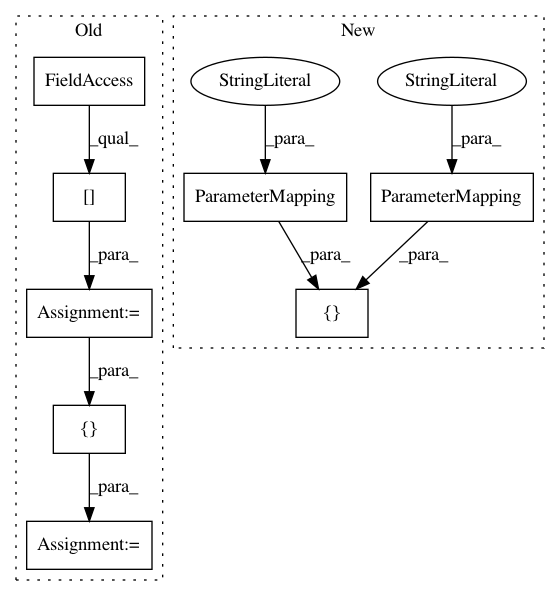 Old
New
FieldAccess
StringLiteral
StringLiteral
_qual_
_para_
_para_
[]
ParameterMapping
ParameterMapping
_para_
_para_
_para_
Assignment:=
{}
_para_
{}
_para_
Assignment:=